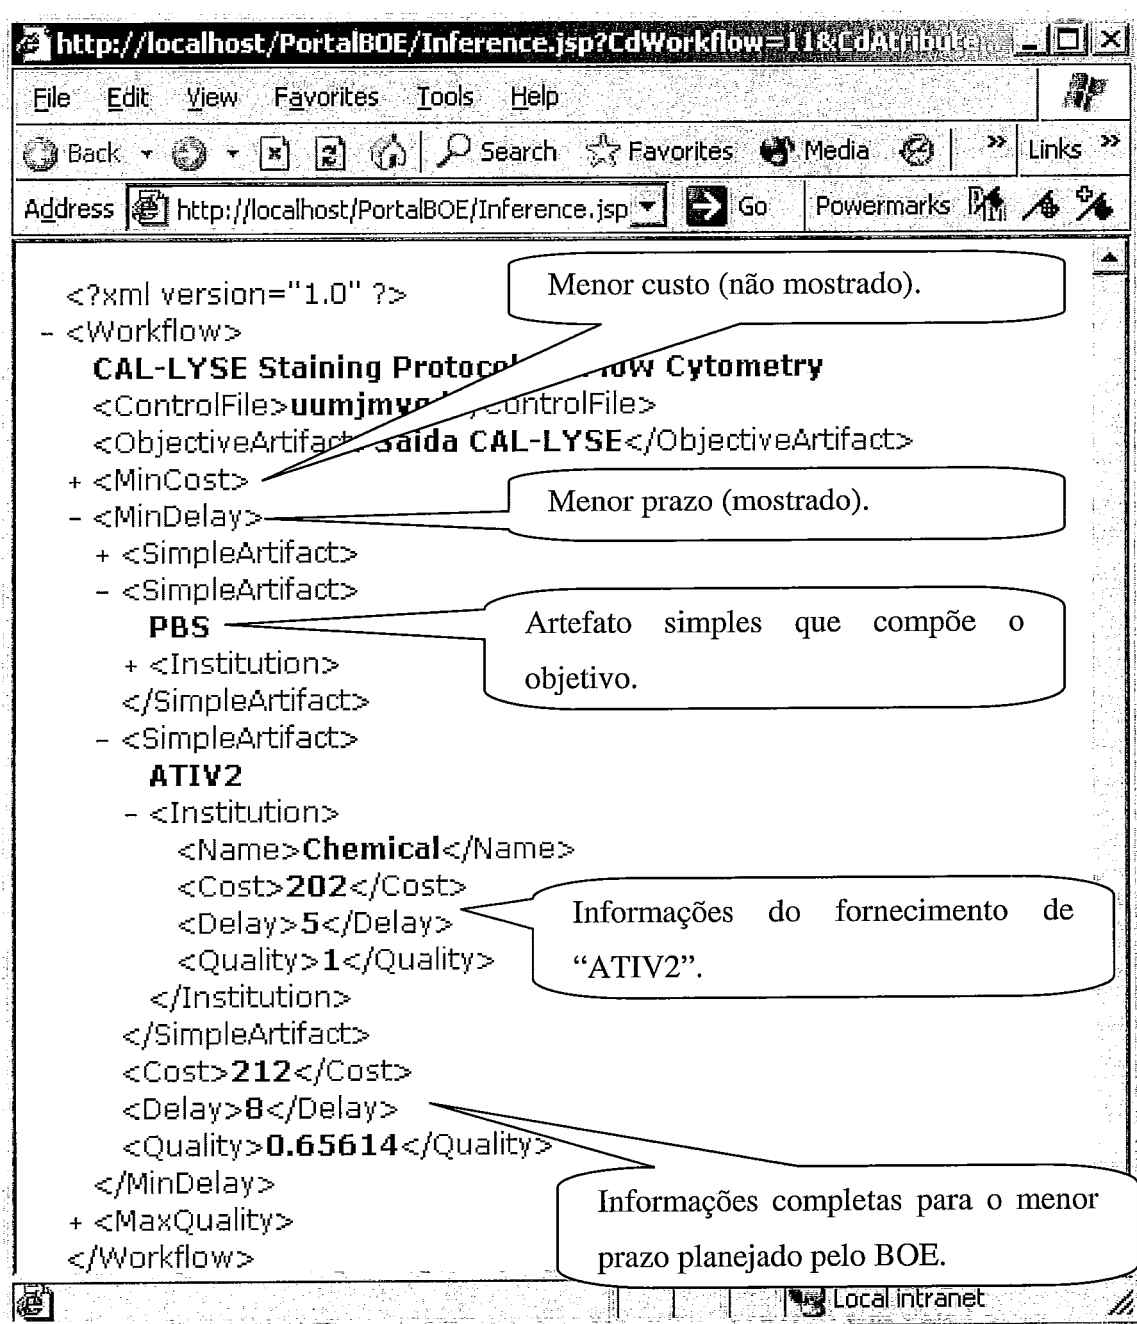 http://localhost/PortalBOE/Inference.jsp?CdWorkflow=11&CdAtribute
File Edit View Favorites Tools Help
Back Search Favorites Media » Links »
Address http://localhost/PortalBOE/Inference.jsp Go Powermarks
<?xml version="1.0" ?>
Menor custo (não mostrado).
- <Workflow>
CAL-LYSE Staining Protocol Flow Cytometry
<ControlFile> ControlFile>
<ObjectiveArtifact Saida CAL-LYSE</ObjectiveArtifact>
+ <MinCost>
Menor prazo (mostrado).
- <MinDelay>
+ <SimpleArtifact>
- <SimpleArtifact>
PBS
Artefato simples que compõe o
objetivo.
+ <Institution>
</SimpleArtifact>
- <SimpleArtifact>
ATIV2
- <Institution>
<Name>Chemical</Name>
<Cost>202</Cost>
<Delay>5</Delay>
<Quality>1</Quality>
Informações do fornecimento de
“ATIV2”.
</Institution>
</SimpleArtifact>
<Cost>212</Cost>
<Delay>8</Delay>
<Quality>0.65614</Quality>
</MinDelay>
Informações completas para o menor
prazo planejado pelo BOE.
+ <MaxQuality>
</Workflow>
Local intranet